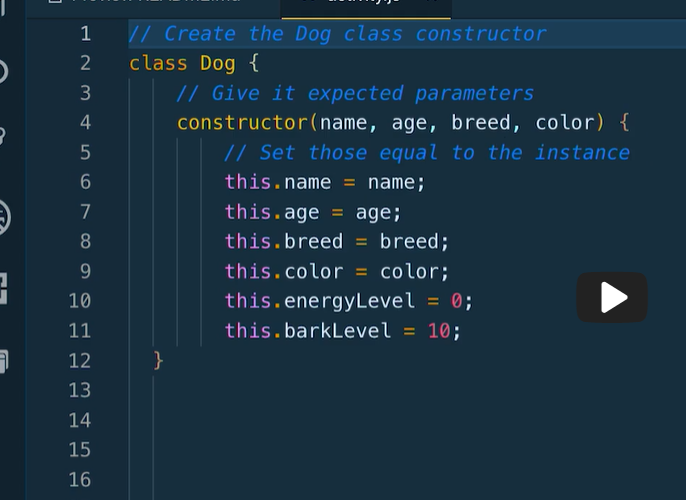 1 // Create the Dog class constructor
2 class Dog {
3 // Give it expected parameters
4 constructor(name, age, breed, color) {
5 // Set those equal to the instance
6 this.name = name;
7 this.age = age;
8 this.breed = breed;
9 this.color = color;
10 this.energyLevel = 0;
11 this.barkLevel = 10;
12 }
13
14
15
16